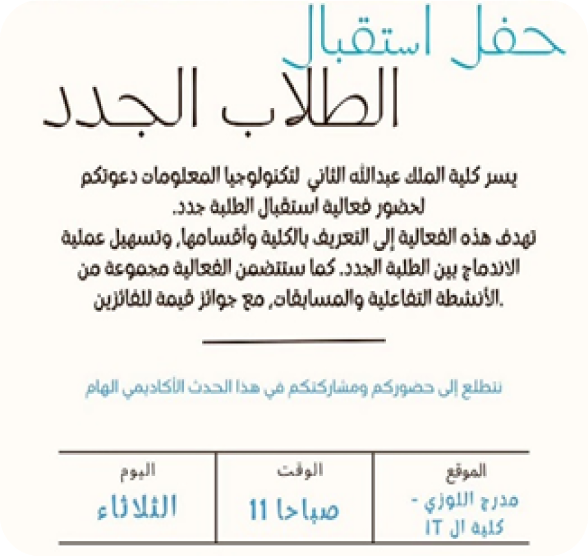 حفل استقبال
الطلاب الجدد
يسر كلية الملك عبدالله الثاني لتكنولوجيا المعلومات دعوتكم
لحضور فعالية استقبال الطلبة جدد.
تهدف هذه الفعالية إلى التعريف بالكلية وأقسامها, وتسهيل عملية
الاندماج بين الطلبة الجدد. كما ستتضمن الفعالية مجموعة من
.الأنشطة التفاعلية والمسابقات, مع جوائز قيمة للفائزين
نتطلع إلى حضوركم ومشاركتكم في هذا الحدث الأكاديمي الهام
الموقع
مدرج اللوزي -
كلية ال IT
الوقت
صباحا 11
اليوم
الثلاثاء